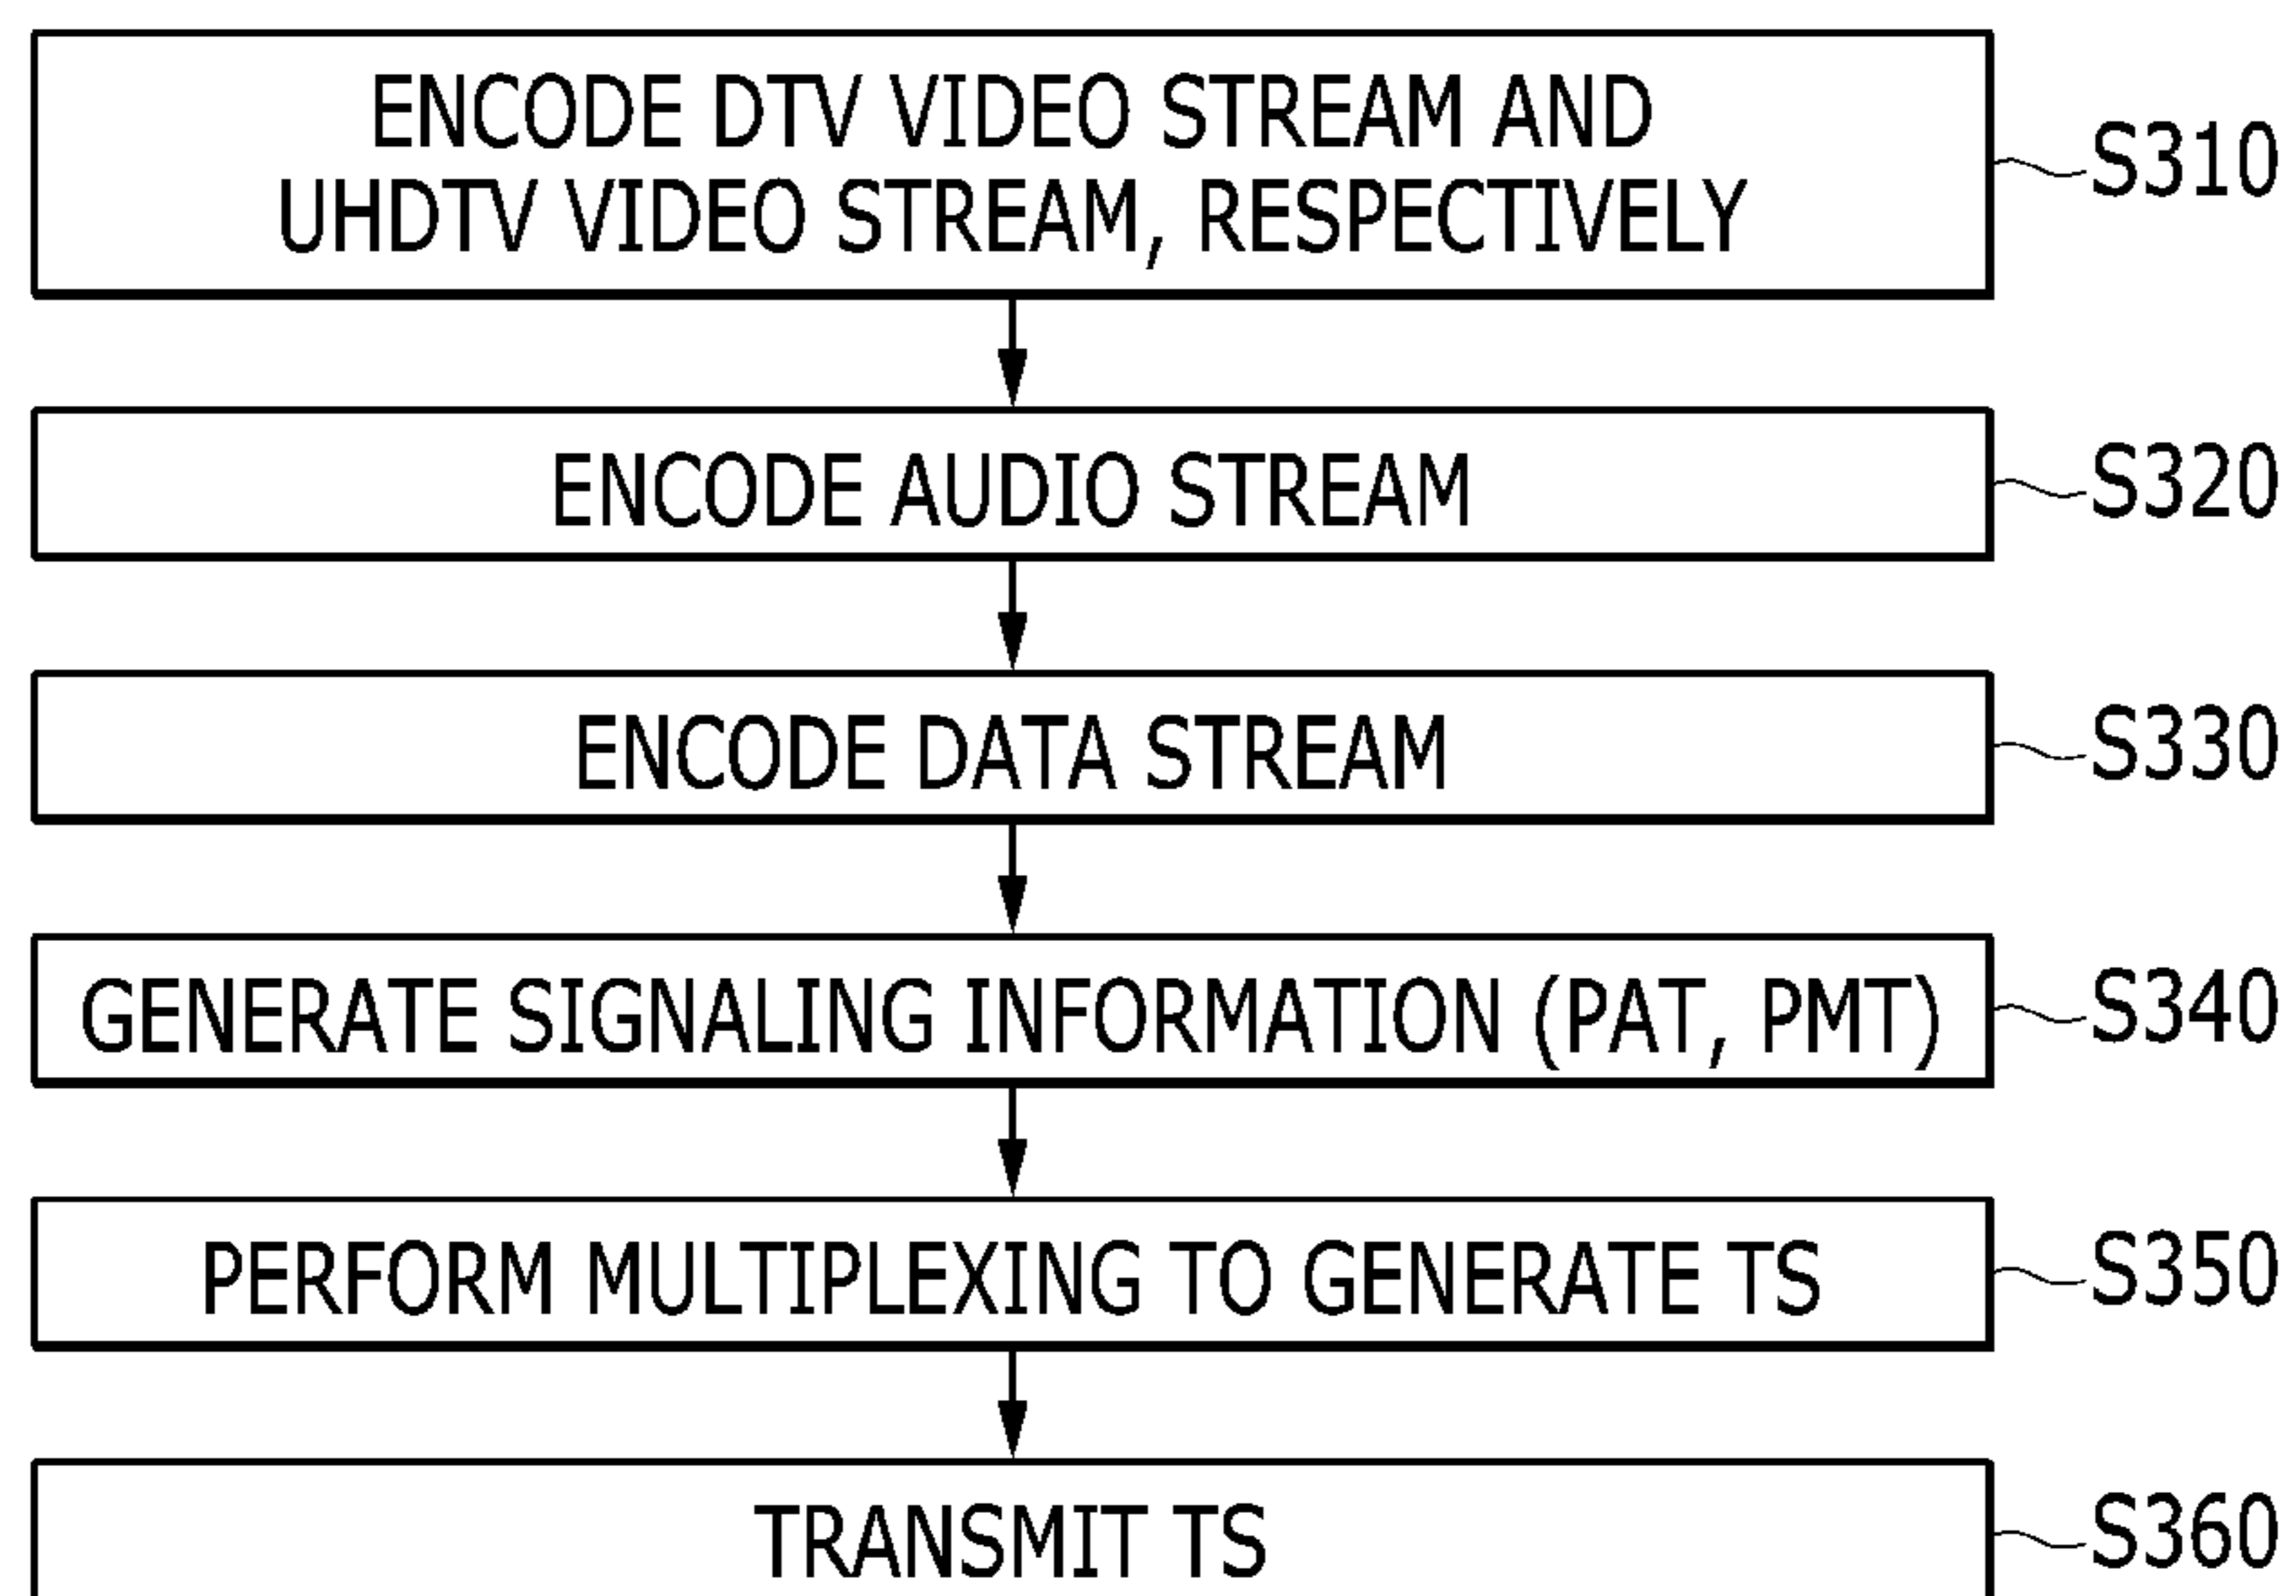 ENCODE DTV VIDEO STREAM AND
UHDTV VIDEO STREAM, RESPECTIVELY
S310
ENCODE AUDIO STREAM
S320
ENCODE DATA STREAM
S330
GENERATE SIGNALING INFORMATION (PAT, PMT)
S340
PERFORM MULTIPLEXING TO GENERATE TS
S350
TRANSMIT TS
S360